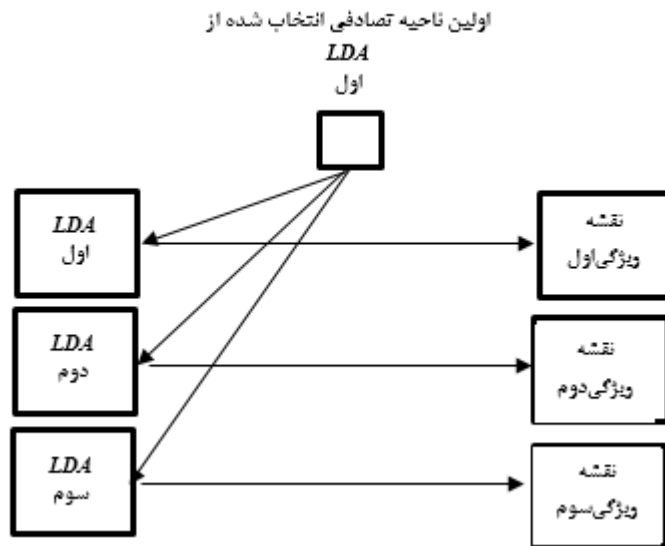 اولین ناحیه تصادفی انتخاب شده از
LDA
اول
LDA
اول
نقشه
ویژگی‌اول
LDA
دوم
نقشه
ویژگی‌دوم
LDA
سوم
نقشه
ویژگی‌سوم